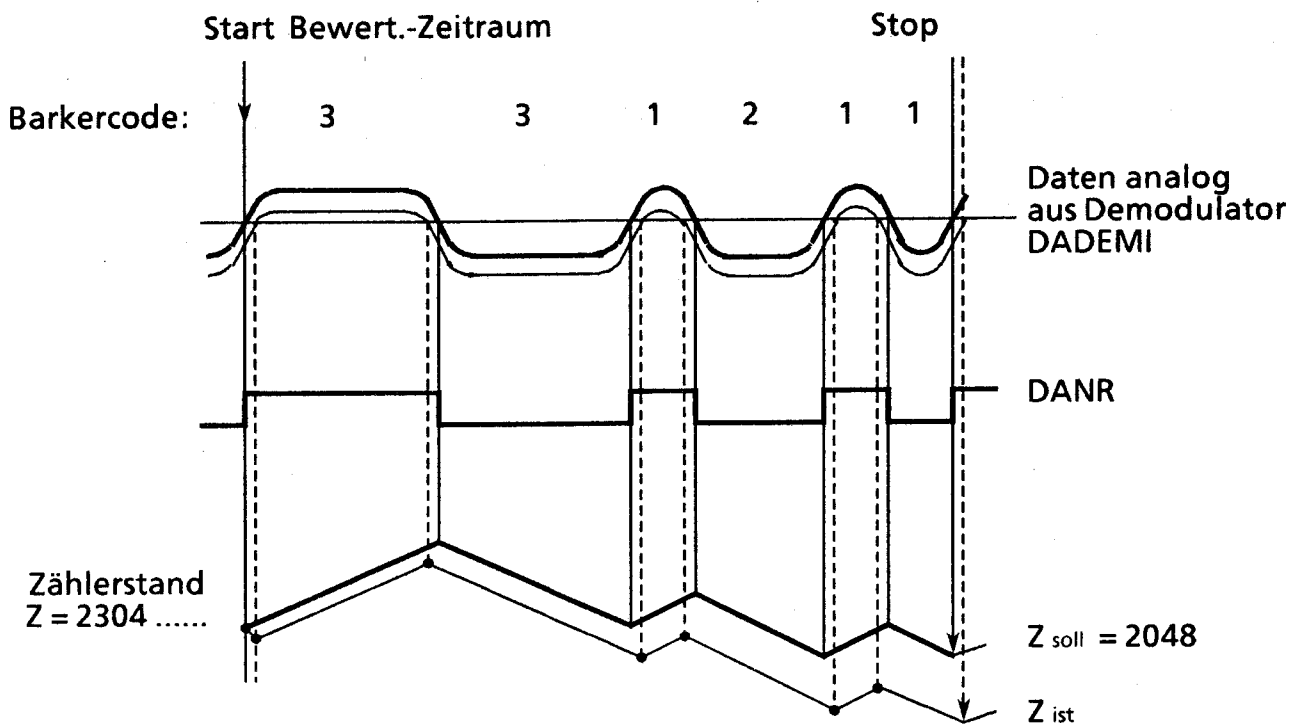 Start Bewert.-Zeitraum
Stop
Barkercode: 3 3 1 2 1 1
Daten analog
aus Demodulator
DADEMI
DANR
Zählerstand
Z = 2304 ......
Z soll = 2048
Z ist